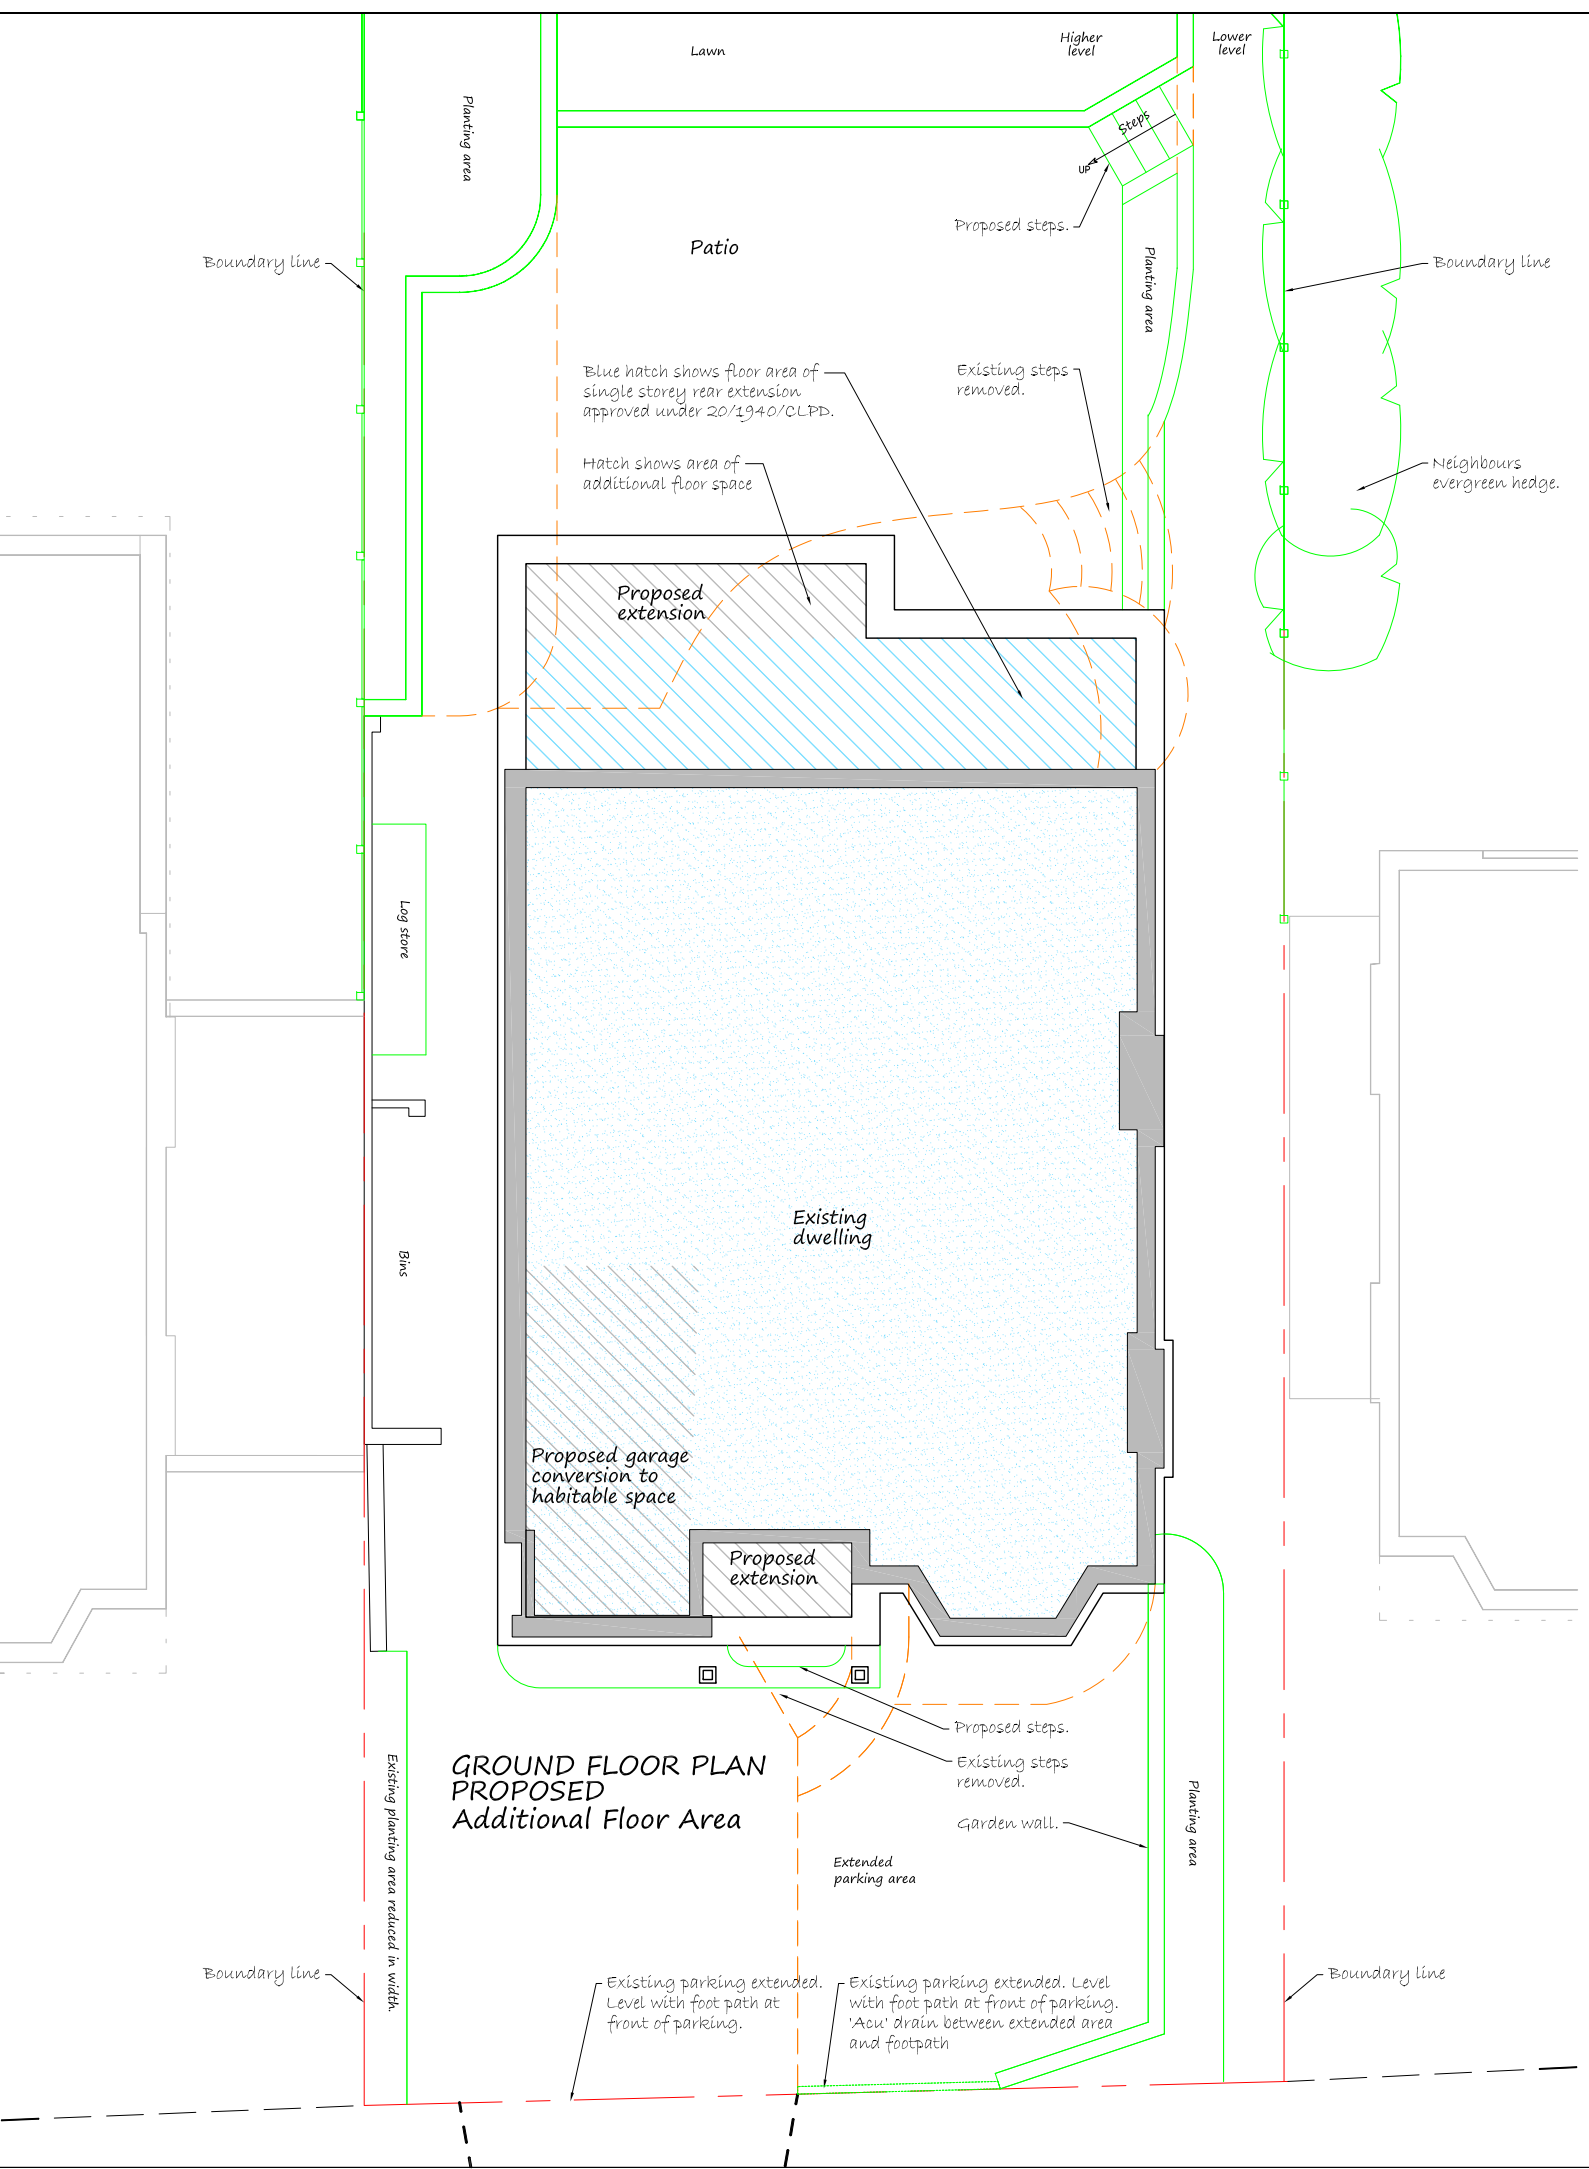 Lawn
Higher
level
Lower
level
Planting area
Steps
UP
Proposed steps.
Patio
Boundary line
Planting area
Boundary line
Blue hatch shows floor area of
single storey rear extension
approved under 20/1940/CLPD.
Existing steps
removed.
Hatch shows area of
additional floor space
Neighbours
evergreen hedge.
Proposed
extension
Log store
Existing
dwelling
Bins
Proposed garage
conversion to
habitable space
Proposed
extension
Proposed steps.
Existing steps
removed.
GROUND FLOOR PLAN
PROPOSED
Additional Floor Area
Existing planting area reduced in width.
Garden wall.
Planting area
Extended
parking area
Boundary line
Existing parking extended.
Level with foot path at
front of parking.
Existing parking extended. Level
with foot path at front of parking.
'Acu' drain between extended area
and footpath
Boundary line